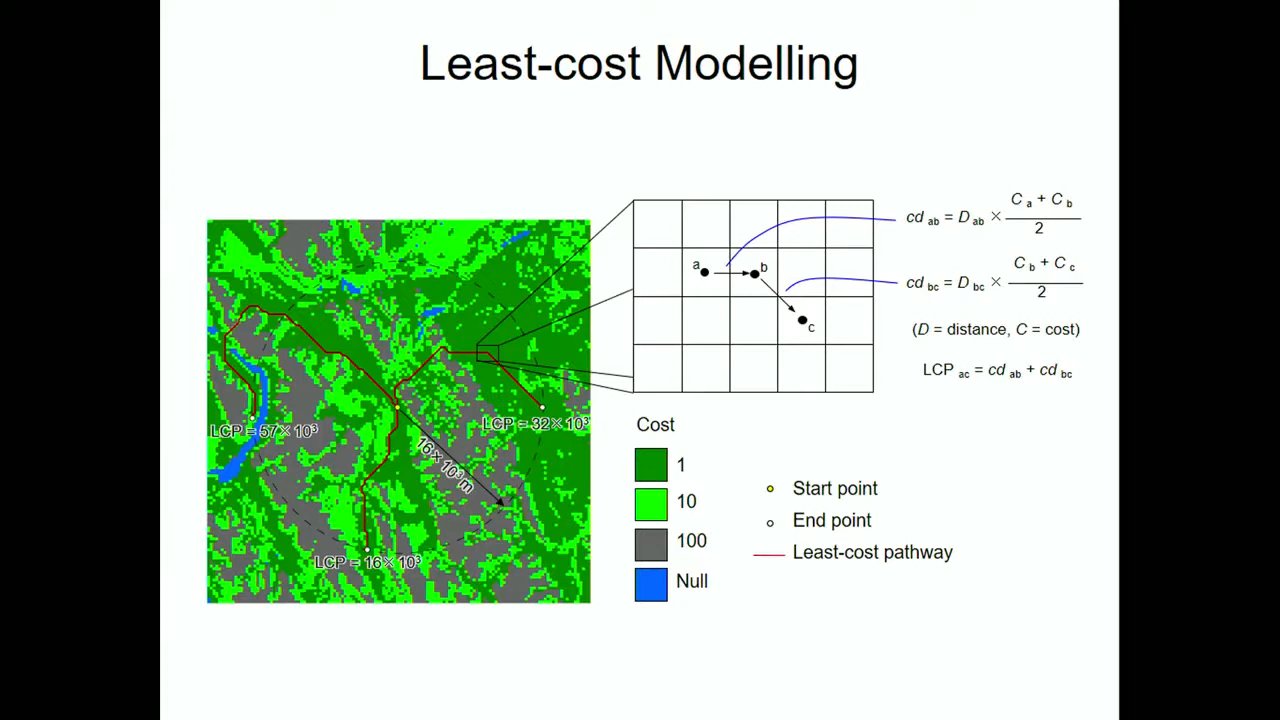 Least-cost Modelling
LCP = 57×10³
LCP = 32×10³
16×10³ m
LCP = 16×10³
a
b
c
cd ab = D ab × C a + C b / 2
cd bc = D bc × C b + C c / 2
(D = distance, C = cost)
LCP ac = cd ab + cd bc
Cost
1
10
100
Null
Start point
End point
Least-cost pathway